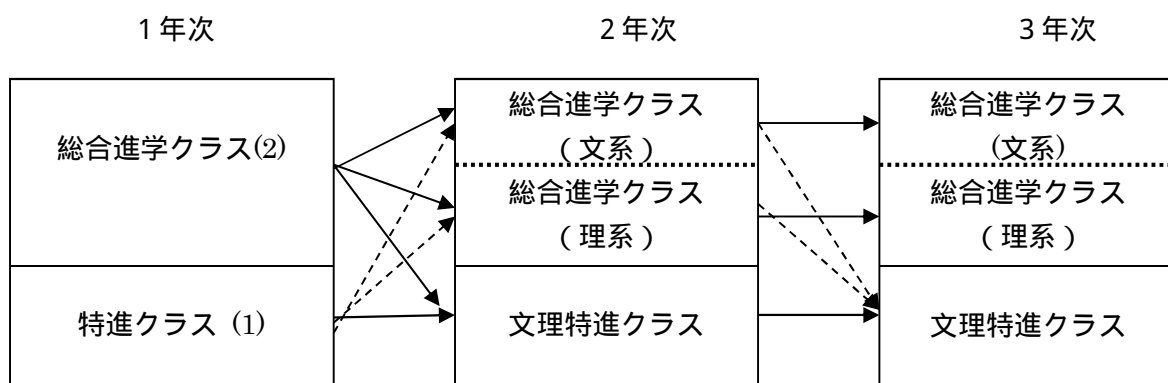 1年次
2年次
3年次
総合進学クラス(2)
特進クラス (1)
総合進学クラス
(文系)
総合進学クラス
(理系)
文理特進クラス
総合進学クラス
(文系)
総合進学クラス
(理系)
文理特進クラス